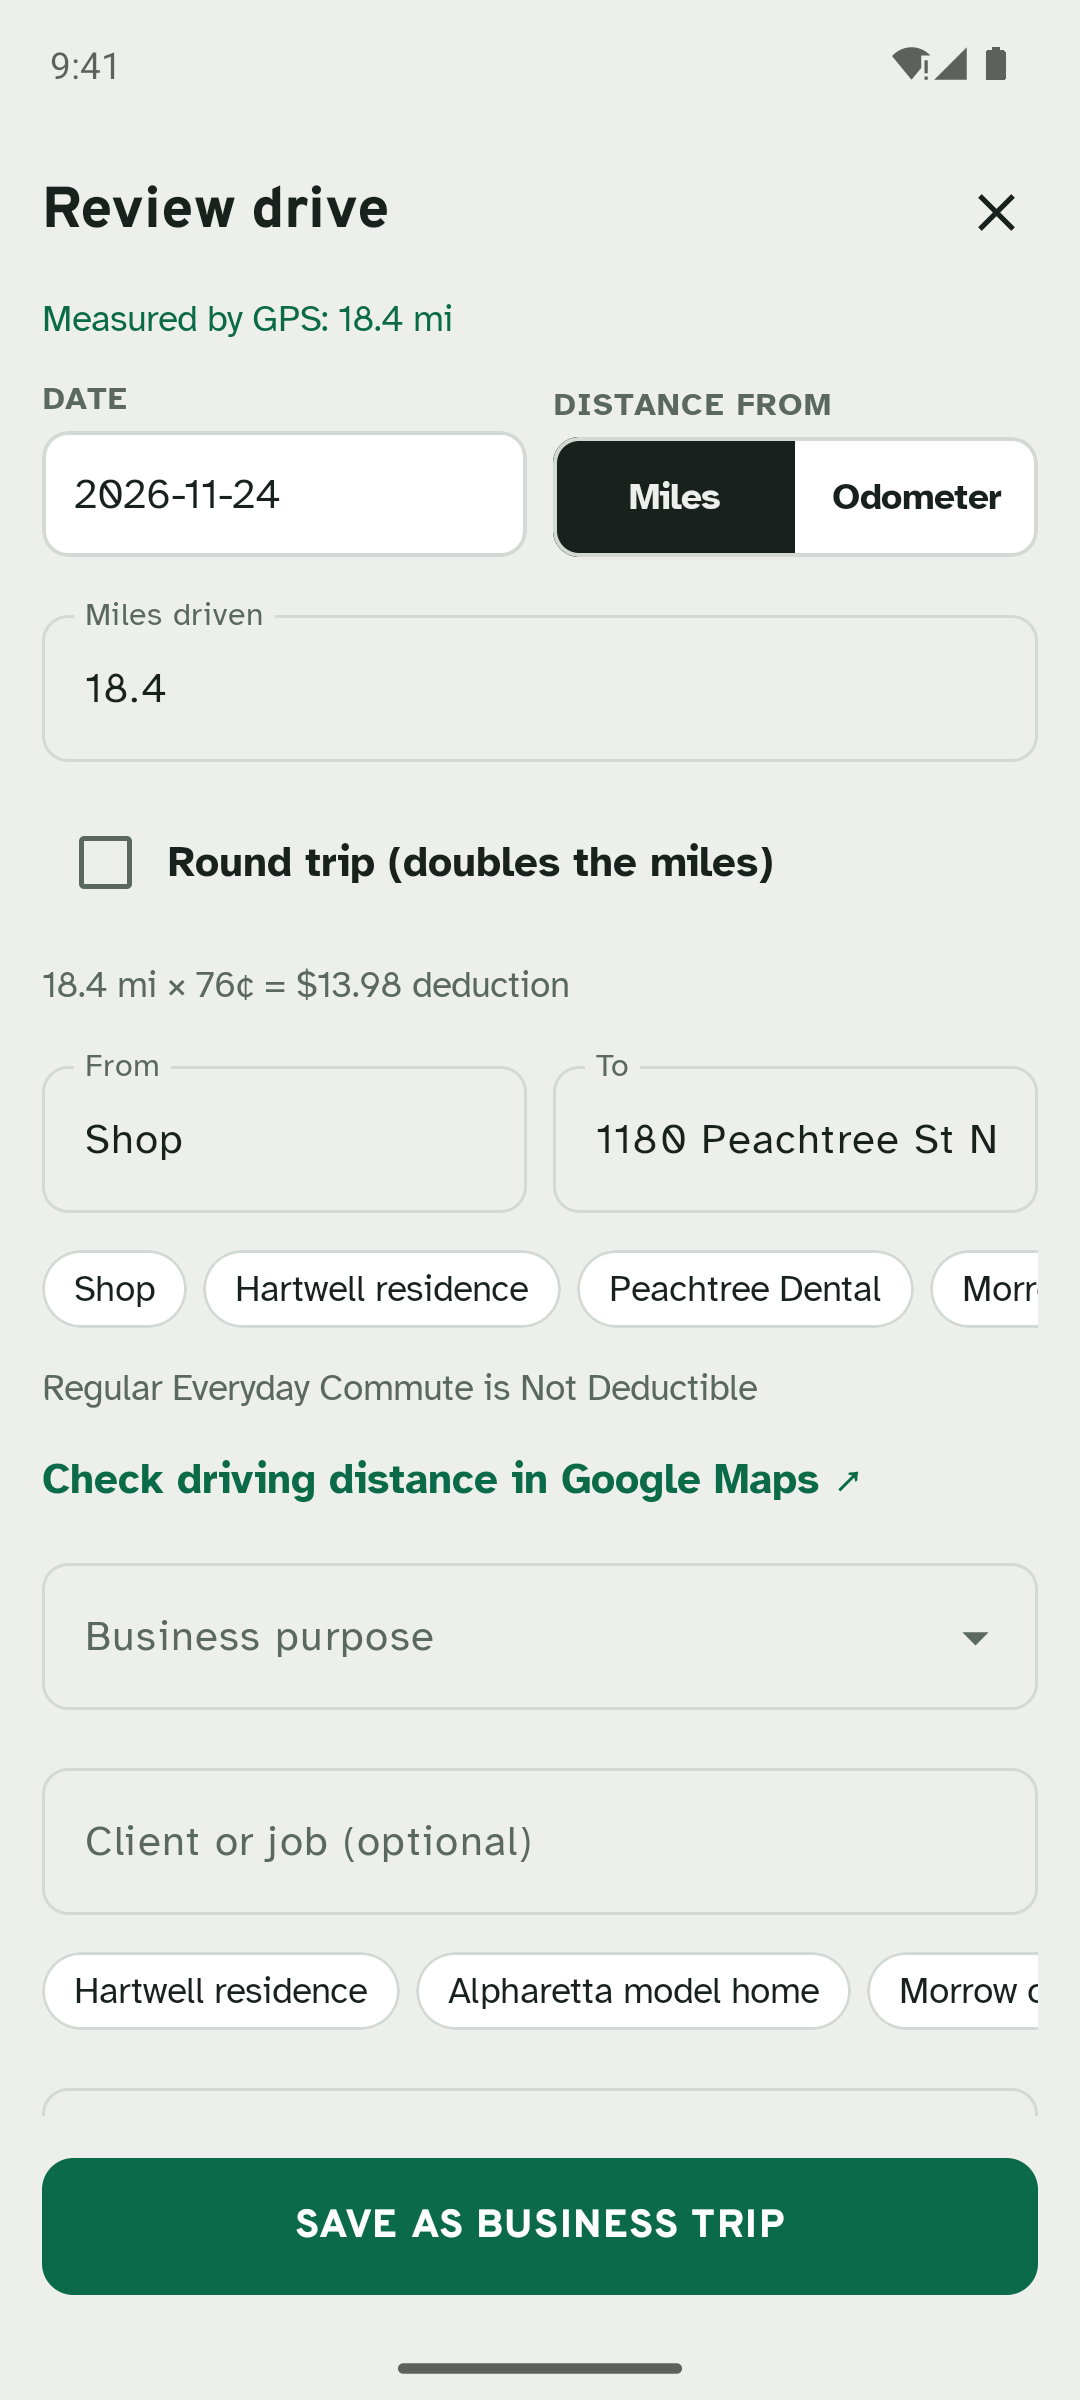 9:41
Review drive
Measured by GPS: 18.4 mi
DATE
DISTANCE FROM
2026-11-24
Miles
Odometer
Miles driven
18.4
Round trip (doubles the miles)
18.4 mi × 76¢ = $13.98 deduction
From
To
Shop
1180 Peachtree St N
Shop
Hartwell residence
Peachtree Dental
Morr
Regular Everyday Commute is Not Deductible
Check driving distance in Google Maps ↗
Business purpose
Client or job (optional)
Hartwell residence
Alpharetta model home
Morrow
SAVE AS BUSINESS TRIP